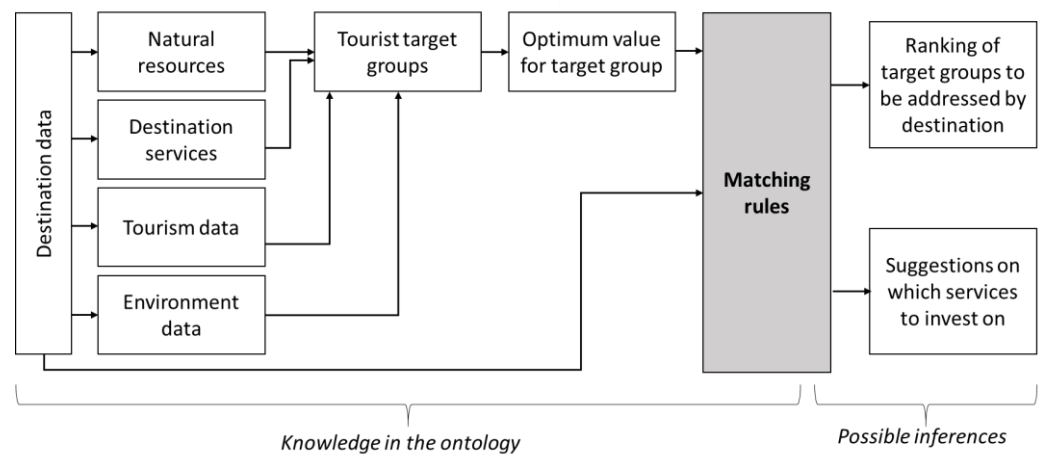 Destination data
Natural
resources
Destination
services
Tourism data
Environment
data
Tourist target
groups
Optimum value
for target group
Matching
rules
Ranking of
target groups to
be addressed by
destination
Suggestions on
which services
to invest on
Knowledge in the ontology
Possible inferences